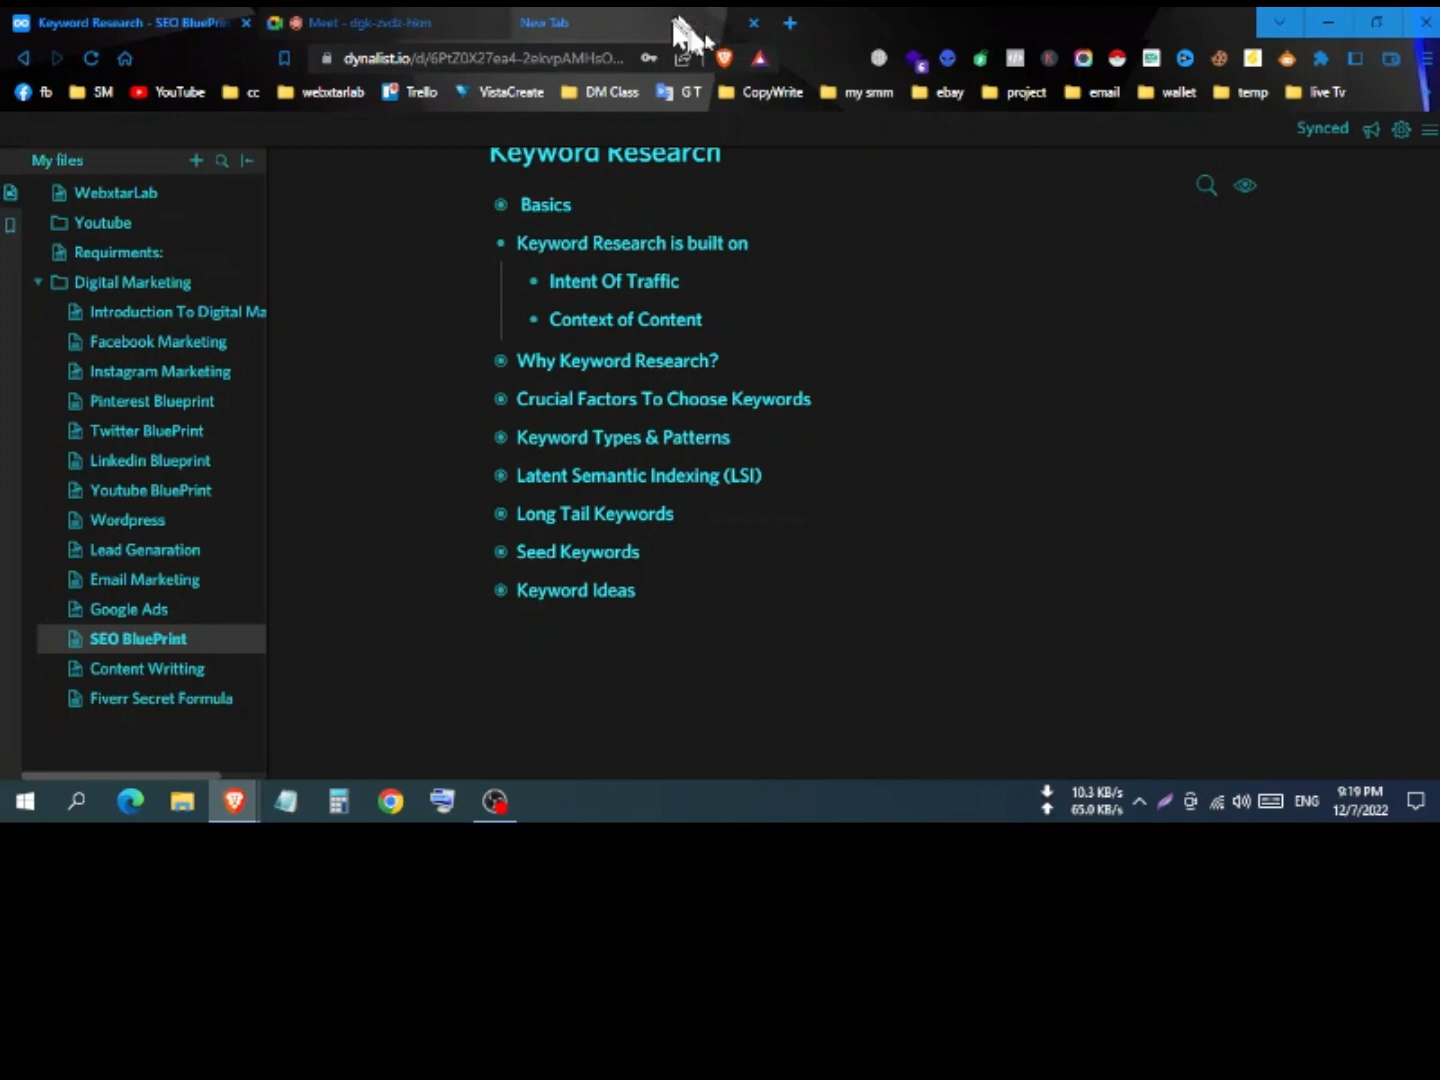 Keyword Research - SEO BluePrin
Meet - dgk-zvdz-hkm
New Tab
dynalist.io/d/6PtZ0X27ea4-2ekvpAMHsO...
6
fb
SM
YouTube
cc
webxtarlab
Trello
VistaCreate
DM Class
G T
CopyWrite
my smm
ebay
project
email
wallet
temp
live Tv
Synced
My files
WebxtarLab
Youtube
Requirments:
Digital Marketing
Introduction To Digital Ma
Facebook Marketing
Instagram Marketing
Pinterest Blueprint
Twitter BluePrint
Linkedin Blueprint
Youtube BluePrint
Wordpress
Lead Genaration
Email Marketing
Google Ads
SEO BluePrint
Content Writting
Fiverr Secret Formula
Keyword Research
Basics
Keyword Research is built on
Intent Of Traffic
Context of Content
Why Keyword Research?
Crucial Factors To Choose Keywords
Keyword Types & Patterns
Latent Semantic Indexing (LSI)
Long Tail Keywords
Seed Keywords
Keyword Ideas
10.3 KB/s
65.0 KB/s
ENG
9:19 PM
12/7/2022